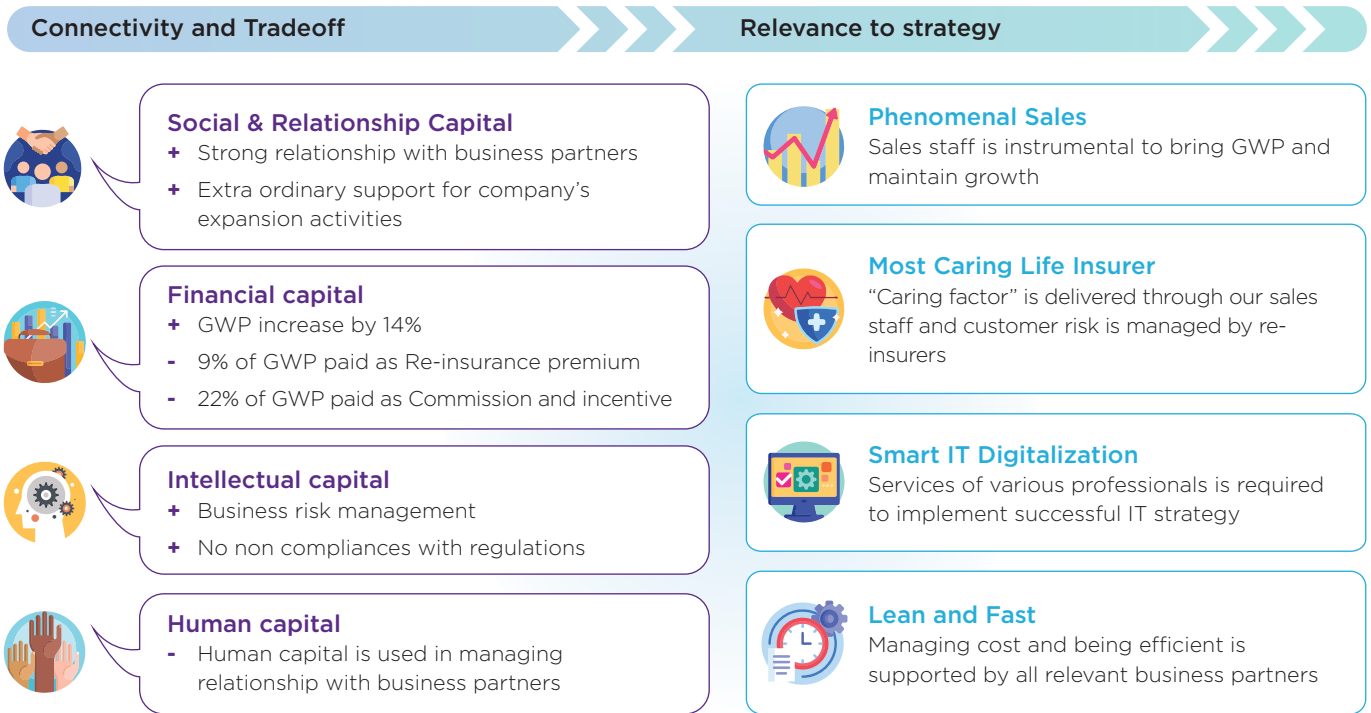 Connectivity and Tradeoff
Relevance to strategy
Social & Relationship Capital
+ Strong relationship with business partners
+ Extra ordinary support for company’s
expansion activities
Financial capital
+ GWP increase by 14%
- 9% of GWP paid as Re-insurance premium
- 22% of GWP paid as Commission and incentive
Intellectual capital
+ Business risk management
+ No non compliances with regulations
Human capital
- Human capital is used in managing
relationship with business partners
Phenomenal Sales
Sales staff is instrumental to bring GWP and
maintain growth
Most Caring Life Insurer
“Caring factor” is delivered through our sales
staff and customer risk is managed by re-
insurers
Smart IT Digitalization
Services of various professionals is required
to implement successful IT strategy
Lean and Fast
Managing cost and being efficient is
supported by all relevant business partners